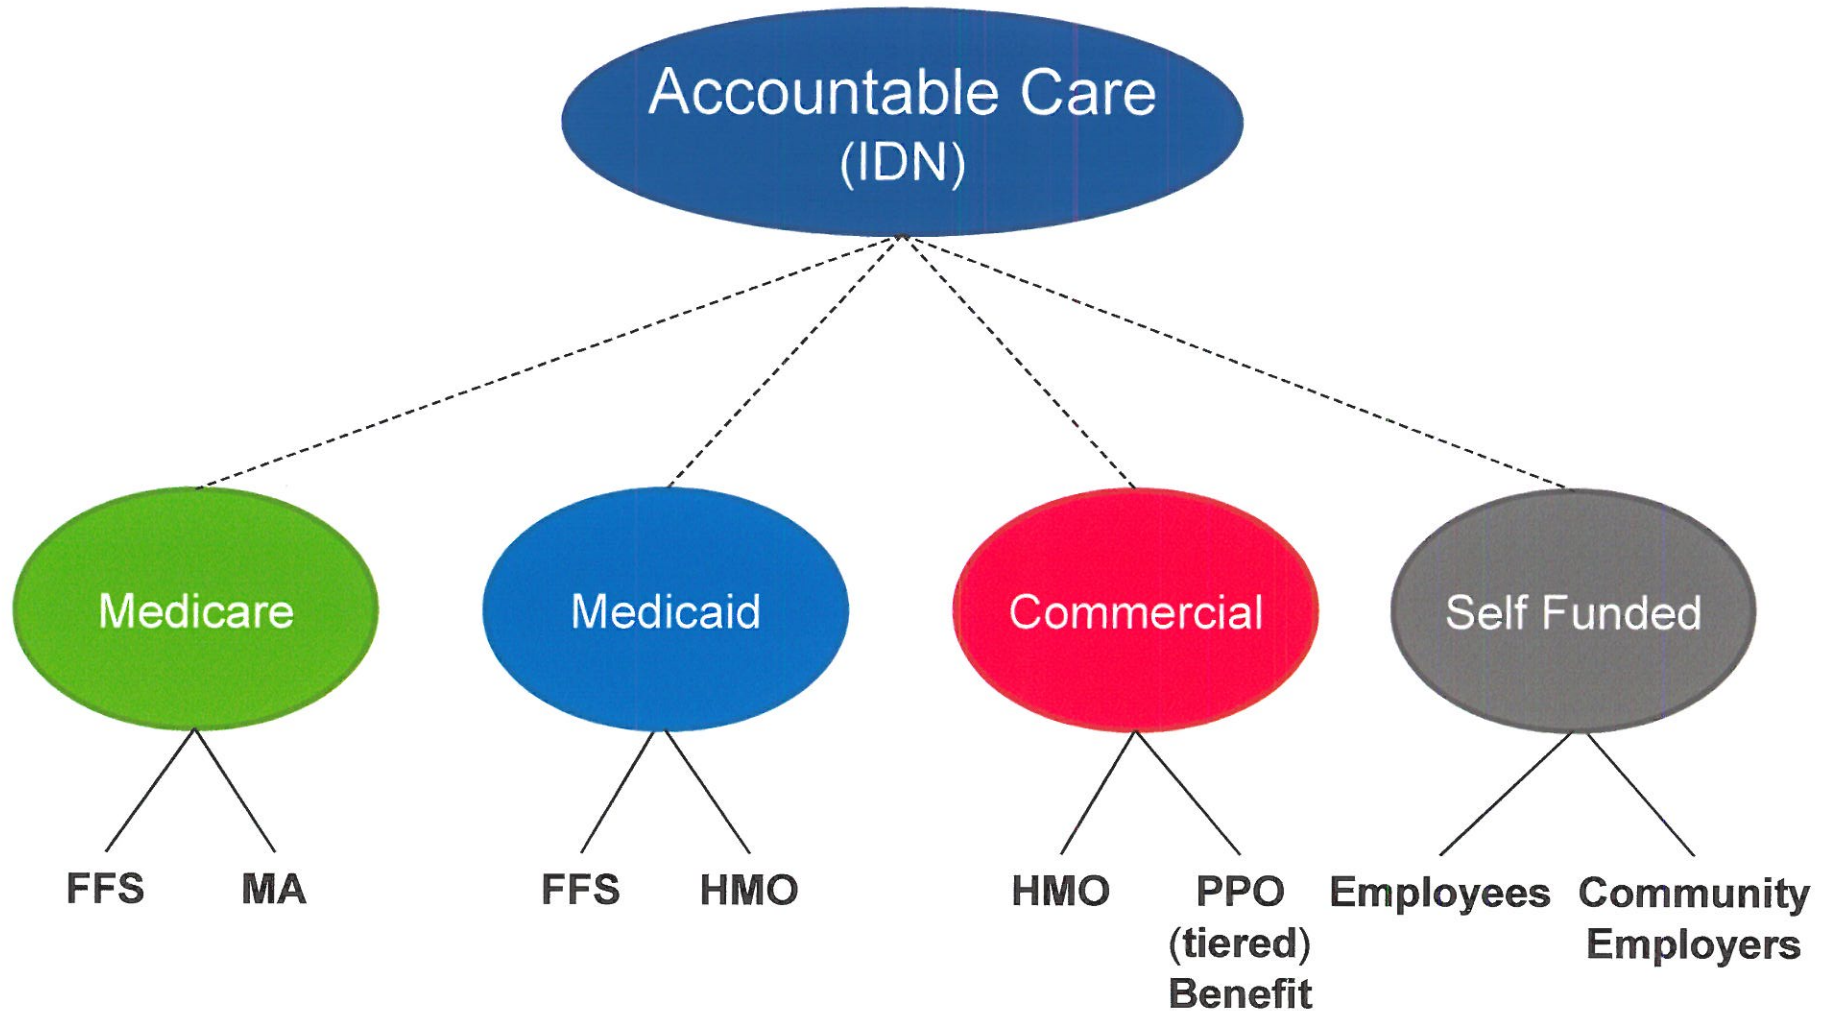 Accountable Care
(IDN)
Medicare
Medicaid
Commercial
Self Funded
FFS
MA
FFS
HMO
HMO
PPO
(tiered)
Benefit
Employees
Community
Employers